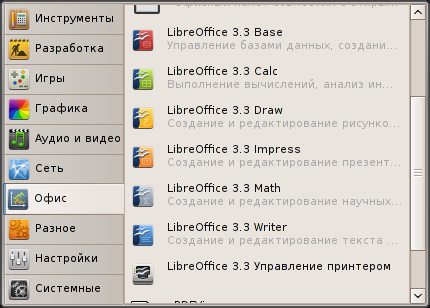 Инструменты
Разработка
Игры
Графика
Аудио и видео
Сеть
Офис
Разное
Настройки
Системные
LibreOffice 3.3 Base
Управление базами данных, создани...
LibreOffice 3.3 Calc
Выполнение вычислений, анализ ин...
LibreOffice 3.3 Draw
Создание и редактирование рисунко...
LibreOffice 3.3 Impress
Создание и редактирование презент...
LibreOffice 3.3 Math
Создание и редактирование научных...
LibreOffice 3.3 Writer
Создание и редактирование текста ...
LibreOffice 3.3 Управление принтером